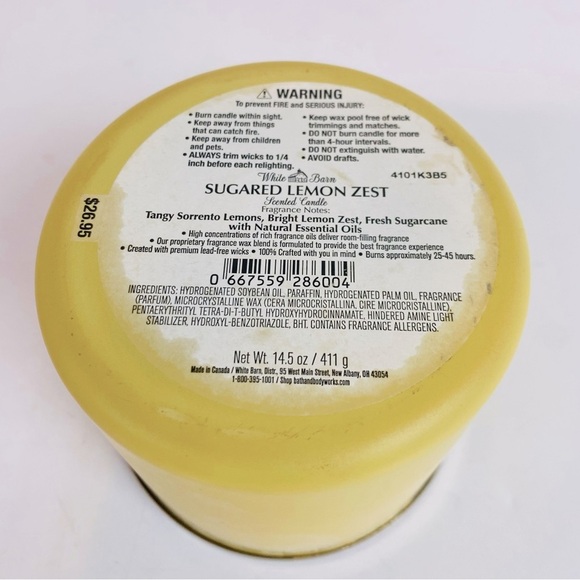 ⚠ WARNING
To prevent FIRE and SERIOUS INJURY:
• Burn candle within sight.
• Keep away from things
that can catch fire.
• Keep away from children
and pets.
• ALWAYS trim wicks to 1/4
inch before each relighting.
• Keep wax pool free of wick
trimmings and matches.
• DO NOT burn candle for more
than 4-hour intervals.
• DO NOT extinguish with water.
• AVOID drafts.
White Barn
4101K3B5
SUGARED LEMON ZEST
Scented Candle
Fragrance Notes:
Tangy Sorrento Lemons, Bright Lemon Zest, Fresh Sugarcane
with Natural Essential Oils
• High concentrations of rich fragrance oils deliver room-filling fragrance
• Our proprietary fragrance wax blend is formulated to provide the best fragrance experience
• Created with premium lead-free wicks • 100% Crafted with you in mind • Burns approximately 25-45 hours.
0 667559 286004
INGREDIENTS: HYDROGENATED SOYBEAN OIL, PARAFFIN, HYDROGENATED PALM OIL, FRAGRANCE
(PARFUM), MICROCRYSTALLINE WAX (CERA MICROCRISTALLINA, CIRE MICROCRISTALLINE),
PENTAERYTHRITYL TETRA-DI-T-BUTYL HYDROXYHYDROCINNAMATE, HINDERED AMINE LIGHT
STABILIZER, HYDROXYL-BENZOTRIAZOLE, BHT. CONTAINS FRAGRANCE ALLERGENS.
Net Wt. 14.5 oz / 411 g
Made in Canada / White Barn, Distr., 95 West Main Street, New Albany, OH 43054
1-800-395-1001 / Shop bathandbodyworks.com
$26.95